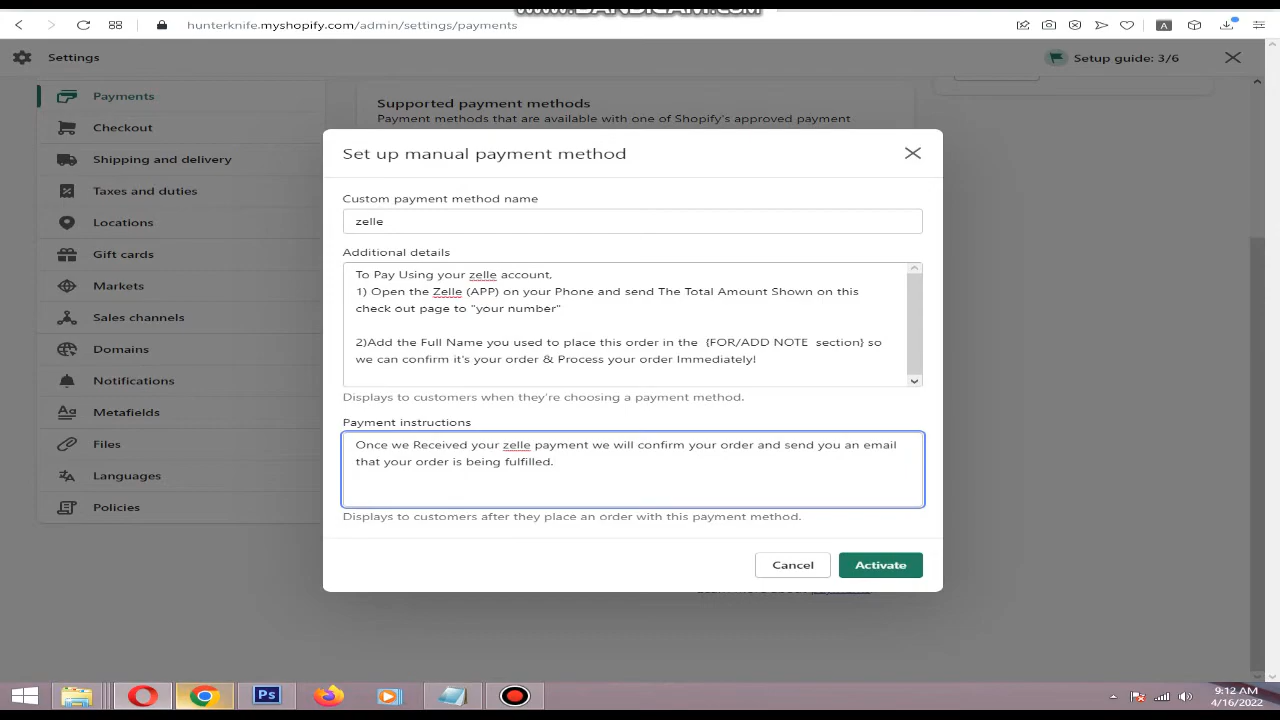 www.BANDICAM.com
hunterknife.myshopify.com/admin/settings/payments
A
Settings
Setup guide: 3/6
Payments
Checkout
Shipping and delivery
Taxes and duties
Locations
Gift cards
Markets
Sales channels
Domains
Notifications
Metafields
Files
Languages
Policies
Supported payment methods
Payment methods that are available with one of Shopify's approved payment
Set up manual payment method
Custom payment method name
zelle
Additional details
To Pay Using your zelle account,
1) Open the Zelle (APP) on your Phone and send The Total Amount Shown on this
check out page to "your number"
2)Add the Full Name you used to place this order in the {FOR/ADD NOTE section} so
we can confirm it's your order & Process your order Immediately!
Displays to customers when they're choosing a payment method.
Payment instructions
Once we Received your zelle payment we will confirm your order and send you an email
that your order is being fulfilled.
Displays to customers after they place an order with this payment method.
Cancel
Activate
Learn more about payments.
Ps
9:12 AM
4/16/2022